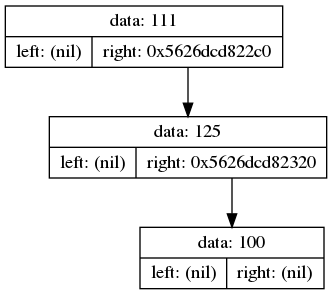 data: 111
left: (nil) right: 0x5626dcd822c0
data: 125
left: (nil) right: 0x5626dcd82320
data: 100
left: (nil) right: (nil)